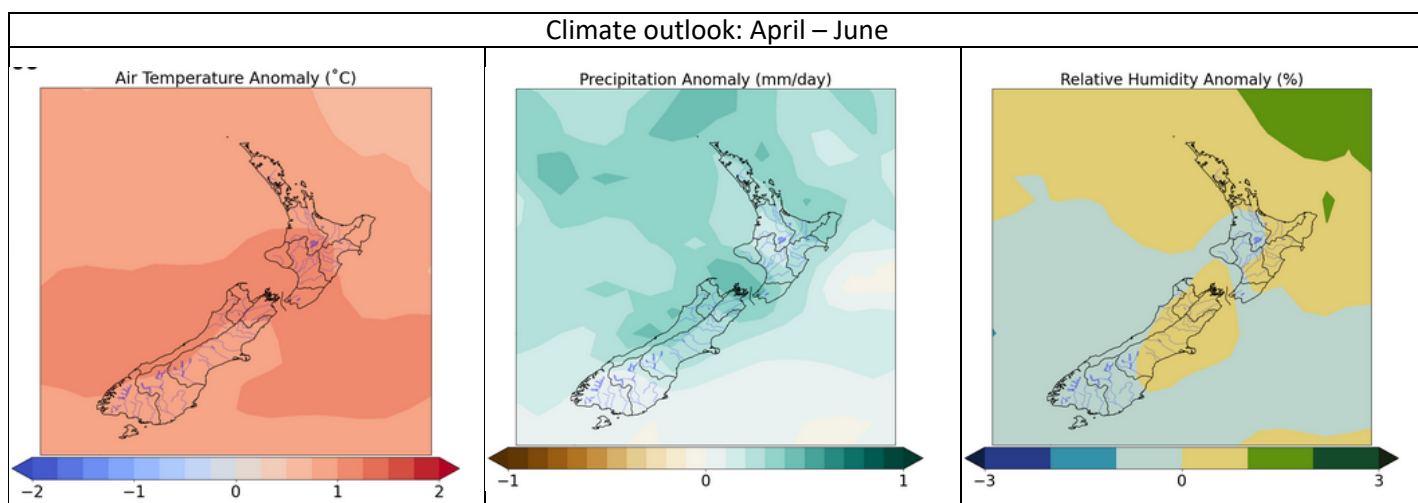 Climate outlook: April – June
Air Temperature Anomaly (˚C)
Precipitation Anomaly (mm/day)
Relative Humidity Anomaly (%)
−2 −1 0 1 2
−1 0 1
−3 0 3